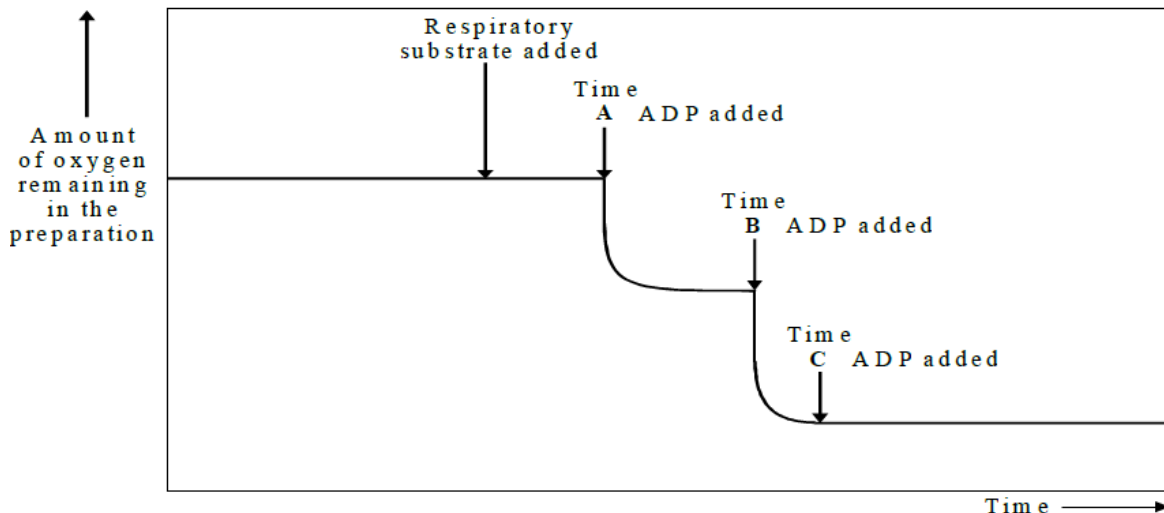 Respiratory
substrate added
Time
A ADP added
Amount
of oxygen
remaining
in the
preparation
Time
B ADP added
Time
C ADP added
Time